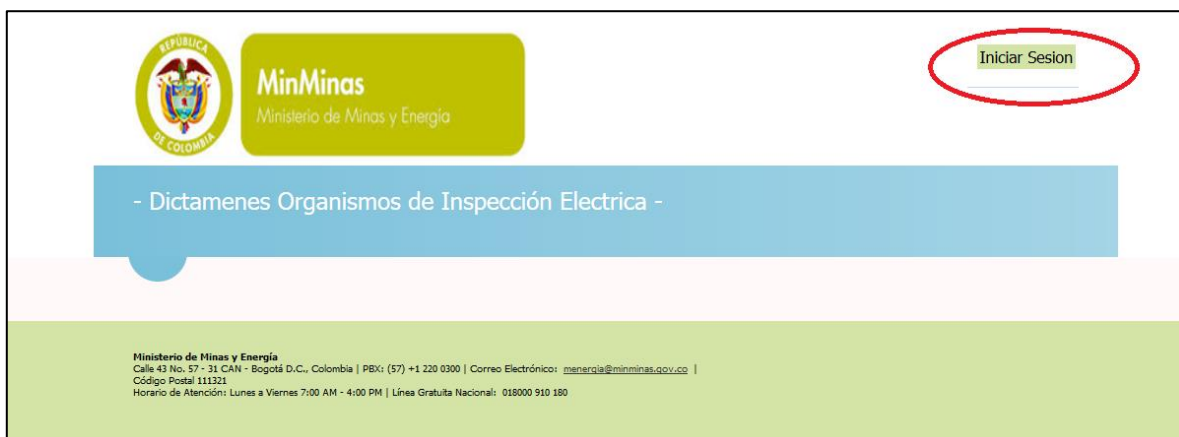 REPÚBLICA
DE COLOMBIA
MinMinas
Ministerio de Minas y Energía
Iniciar Sesion
- Dictamenes Organismos de Inspección Electrica -
Ministerio de Minas y Energía
Calle 43 No. 57 - 31 CAN - Bogotá D.C., Colombia | PBX: (57) +1 220 0300 | Correo Electrónico: menergia@minminas.gov.co |
Código Postal 111321
Horario de Atención: Lunes a Viernes 7:00 AM - 4:00 PM | Línea Gratuita Nacional: 018000 910 180